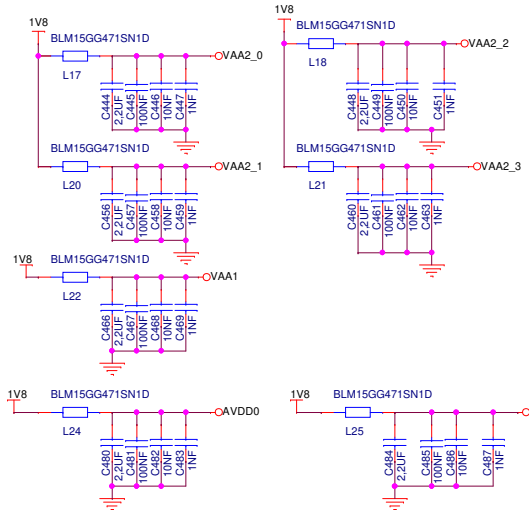 1V8
BLM15GG471SN1D
VAA2_0
L17
C444
2,2UF
C445
100NF
C446
10NF
C447
1NF
BLM15GG471SN1D
VAA2_1
L20
C456
2,2UF
C457
100NF
C458
10NF
C459
1NF
1V8
BLM15GG471SN1D
VAA2_2
L18
C448
2,2UF
C449
100NF
C450
10NF
C451
1NF
BLM15GG471SN1D
VAA2_3
L21
C460
2,2UF
C461
100NF
C462
10NF
C463
1NF
1V8
BLM15GG471SN1D
VAA1
L22
C466
2,2UF
C467
100NF
C468
10NF
C469
1NF
1V8
BLM15GG471SN1D
AVDD0
L24
C480
2,2UF
C481
100NF
C482
10NF
C483
1NF
1V8
BLM15GG471SN1D
L25
C484
2,2UF
C485
100NF
C486
10NF
C487
1NF